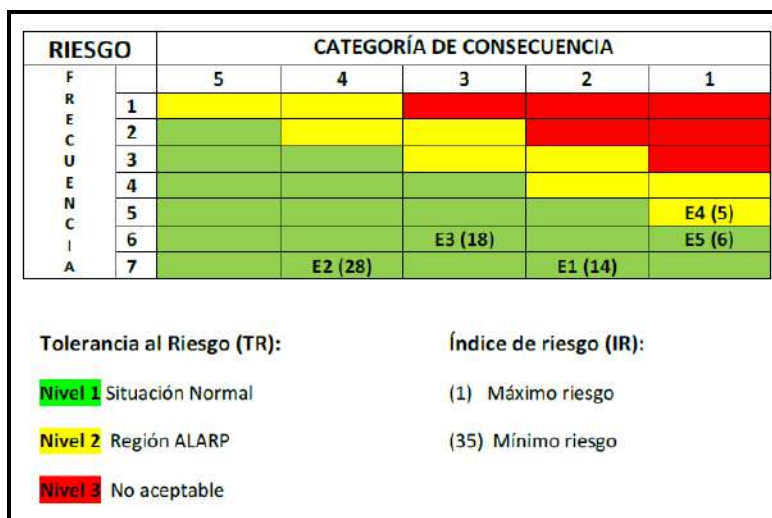 RIESGO CATEGORÍA DE CONSECUENCIA
FRECUENCIA 5 4 3 2 1
1
2
3
4
5 E4 (5)
6 E3 (18) E5 (6)
7 E2 (28) E1 (14)
Tolerancia al Riesgo (TR): Índice de riesgo (IR):
Nivel 1 Situación Normal (1) Máximo riesgo
Nivel 2 Región ALARP (35) Mínimo riesgo
Nivel 3 No aceptable